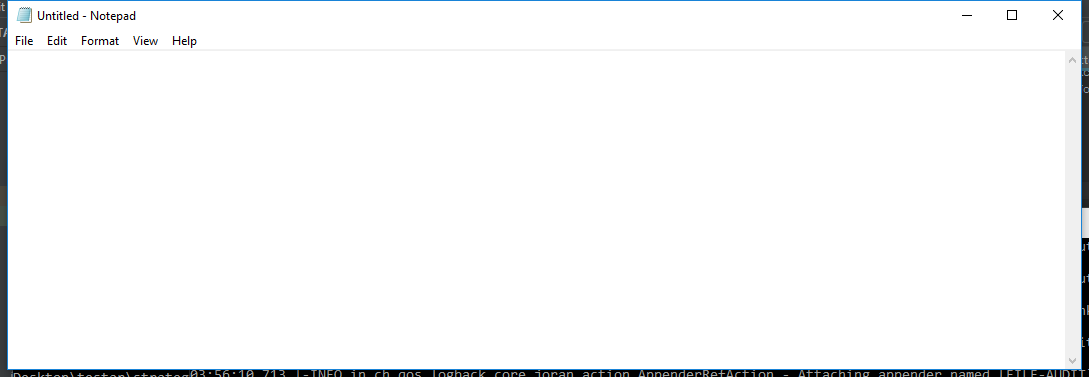 Untitled - Notepad
File Edit Format View Help
Desktop\testap\strateg03:56:10,713 |-INFO in ch.qos.logback.core.joran.action.AppenderRefAction - Attaching appender named [FILE-AUDIT